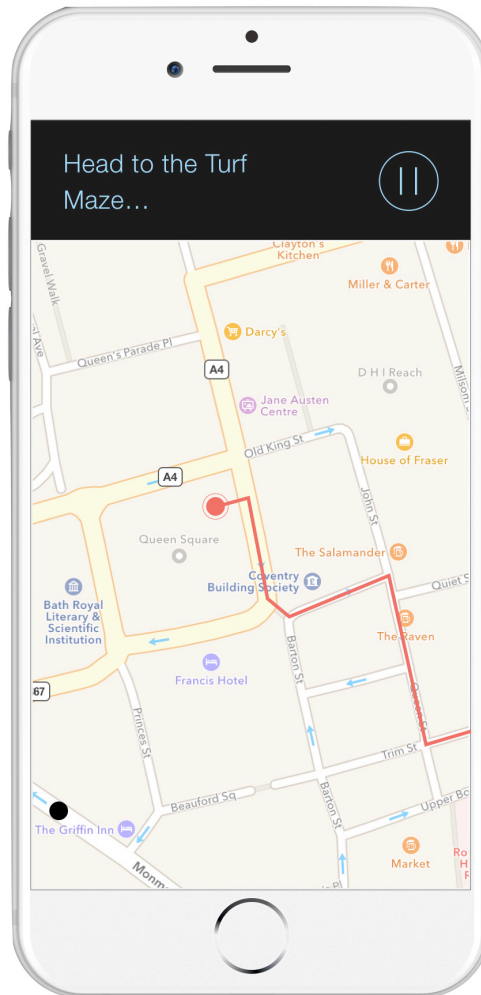 Head to the Turf
Maze...
Clayton's
Kitchen
Gravel Walk
Miller & Carter
Darcy's
Queen's Parade Pl
A4
D H I Reach
Jane Austen
Centre
Milsom
Old King St
House of Fraser
A4
John St
Queen Square
The Salamander
Coventry
Building Society
Quiet S
Bath Royal
Literary &
Scientific
Institution
The Raven
Barton St
Francis Hotel
Queen St
Princes St
Trim St
Beauford Sq
Barton St
Upper Bo
The Griffin Inn
Market
Monm